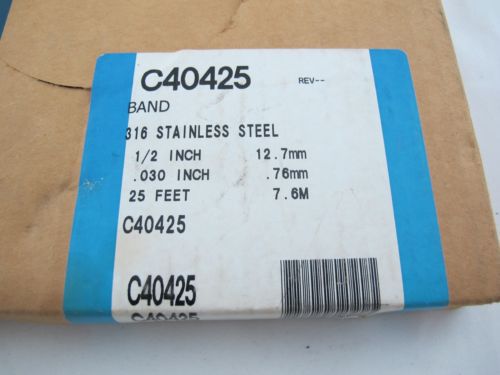 C40425 REV--
BAND
316 STAINLESS STEEL
1/2 INCH 12.7mm
.030 INCH .76mm
25 FEET 7.6M
C40425
C40425
C40425